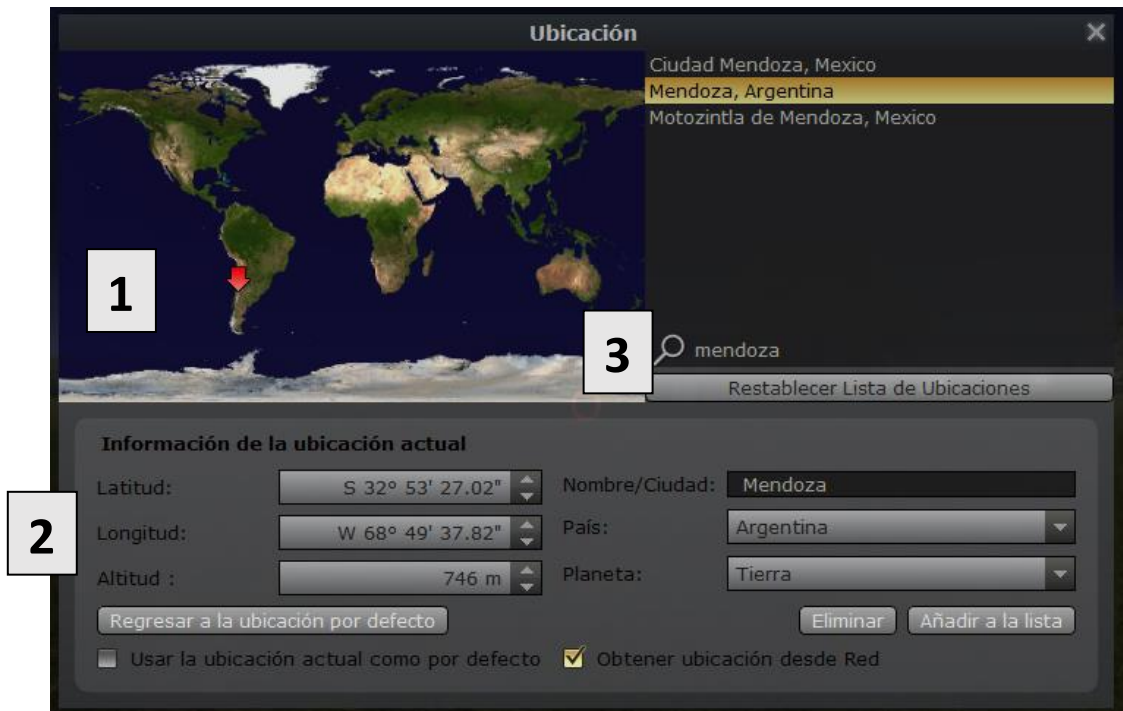 Ubicación
Ciudad Mendoza, Mexico
Mendoza, Argentina
Motozintla de Mendoza, Mexico
1
3
mendoza
Restablecer Lista de Ubicaciones
Información de la ubicación actual
Latitud: S 32º 53' 27.02" Nombre/Ciudad: Mendoza
2
Longitud: W 68º 49' 37.82" País: Argentina
Altitud : 746 m Planeta: Tierra
Regresar a la ubicación por defecto Eliminar Añadir a la lista
Usar la ubicación actual como por defecto Obtener ubicación desde Red